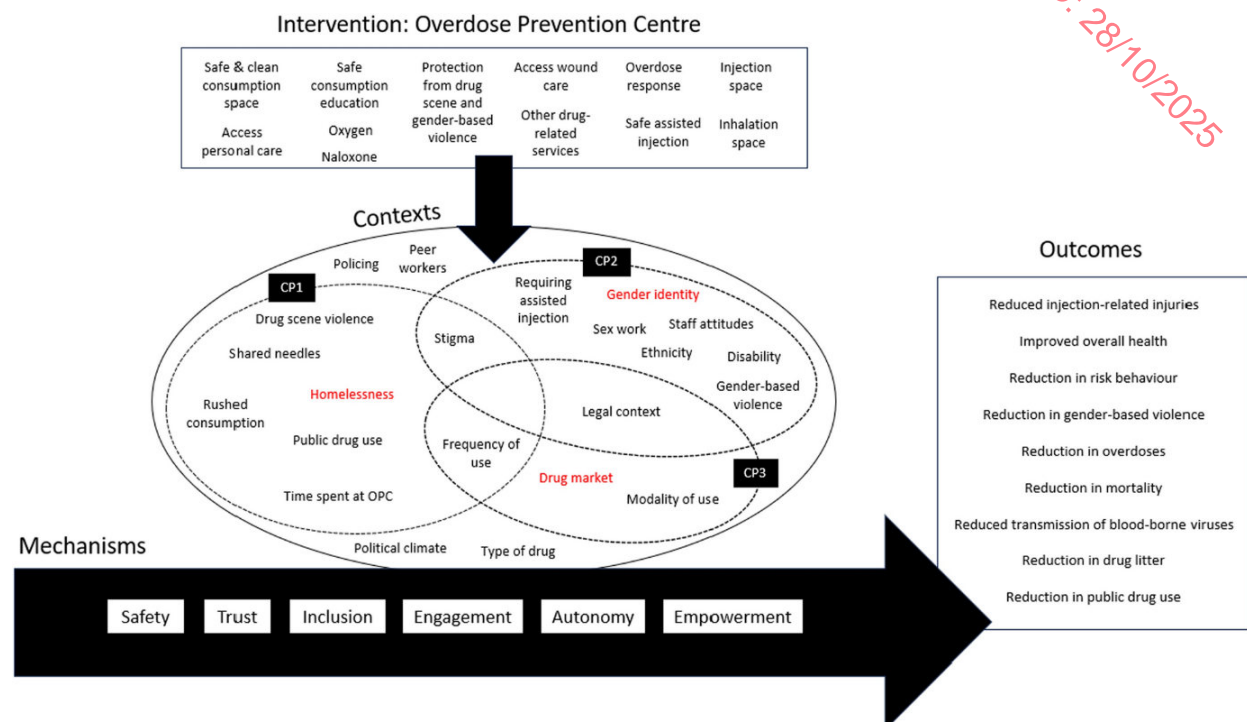 Intervention: Overdose Prevention Centre
: 28/10/2025
Safe & clean
consumption
space
Access
personal care
Safe
consumption
education
Oxygen
Naloxone
Protection
from drug
scene and
gender-based
violence
Access wound
care
Other drug-
related
services
Overdose
response
Safe assisted
injection
Injection
space
Inhalation
space
Contexts
Policing
Peer
workers
CP1
Drug scene violence
Shared needles
Homelessness
Rushed
consumption
Public drug use
Time spent at OPC
Stigma
Frequency of
use
CP2
Requiring
assisted
injection
Gender identity
Sex work
Staff attitudes
Ethnicity
Disability
Gender-based
violence
Legal context
CP3
Drug market
Modality of use
Political climate
Type of drug
Mechanisms
Safety
Trust
Inclusion
Engagement
Autonomy
Empowerment
Outcomes
Reduced injection-related injuries
Improved overall health
Reduction in risk behaviour
Reduction in gender-based violence
Reduction in overdoses
Reduction in mortality
Reduced transmission of blood-borne viruses
Reduction in drug litter
Reduction in public drug use